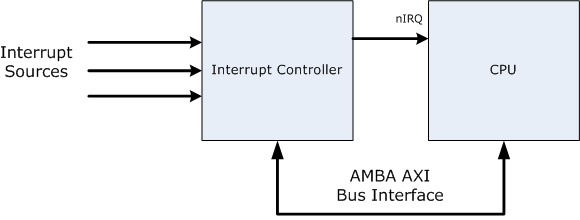 Interrupt
Sources
Interrupt Controller
nIRQ
CPU
AMBA AXI
Bus Interface